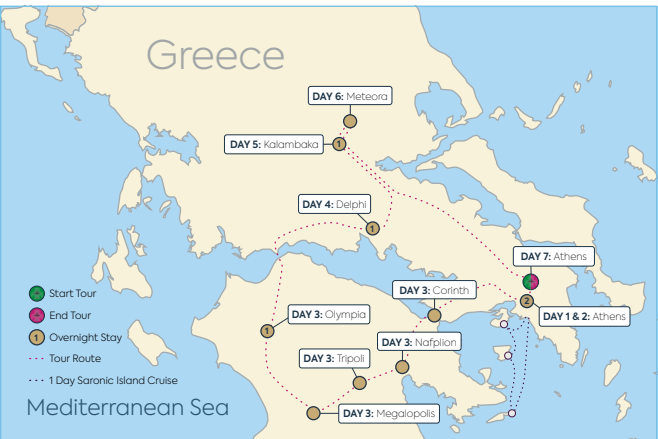 Greece
DAY 6: Meteora
DAY 5: Kalambaka
1
DAY 4: Delphi
1
DAY 7: Athens
2
DAY 1 & 2: Athens
DAY 3: Corinth
DAY 3: Olympia
1
DAY 3: Nafplion
DAY 3: Tripoli
DAY 3: Megalopolis
Start Tour
End Tour
1 Overnight Stay
Tour Route
1 Day Saronic Island Cruise
Mediterranean Sea